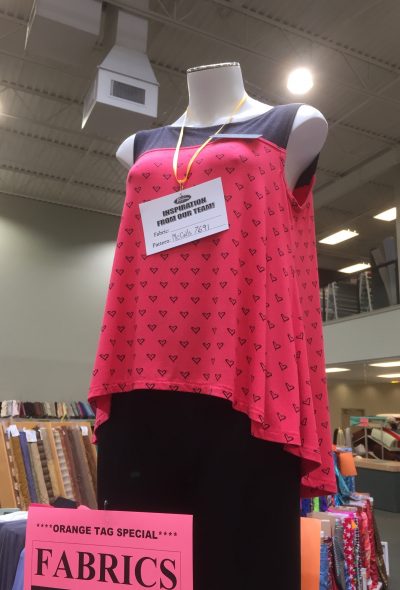 INSPIRATION
FROM OUR TEAM!!
Fabric:
Pattern: McCalls 7691
****ORANGE TAG SPECIAL****
FABRICS